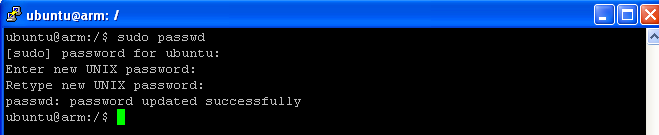 ubuntu@arm: /
ubuntu@arm:/$ sudo passwd
[sudo] password for ubuntu:
Enter new UNIX password:
Retype new UNIX password:
passwd: password updated successfully
ubuntu@arm:/$